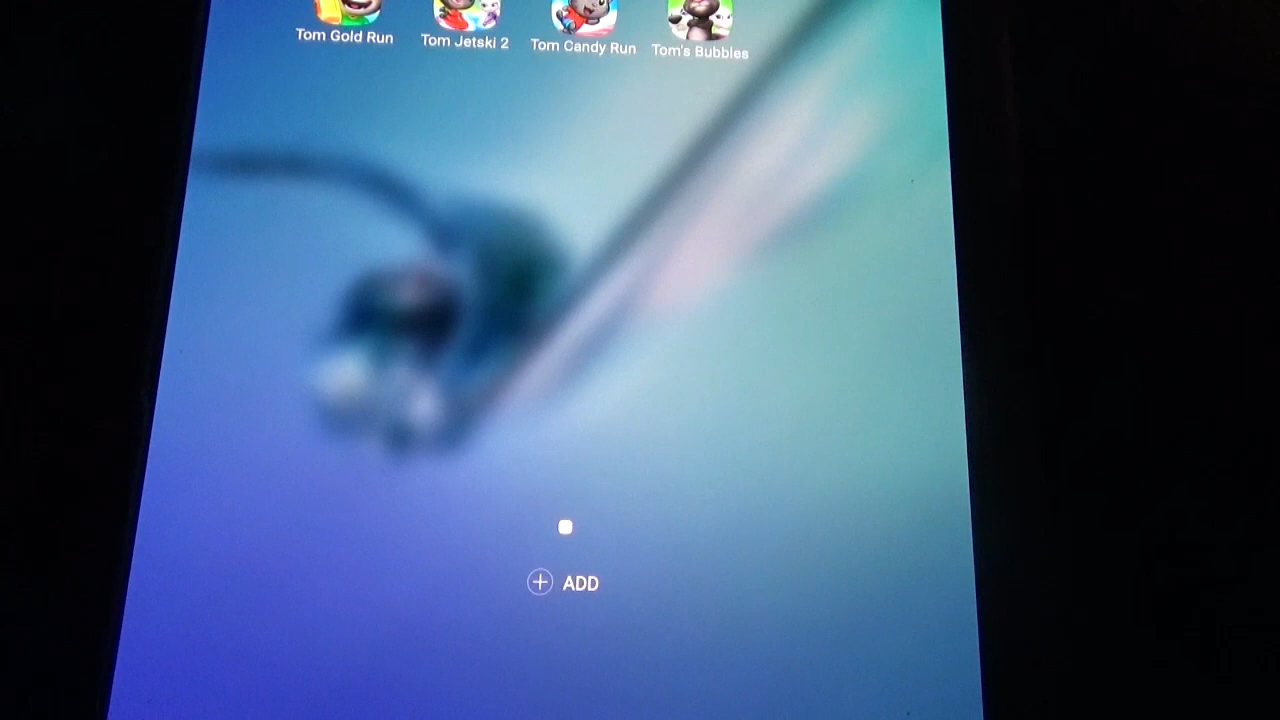 Tom Gold Run
Tom Jetski 2
Tom Candy Run
Tom's Bubbles
ADD